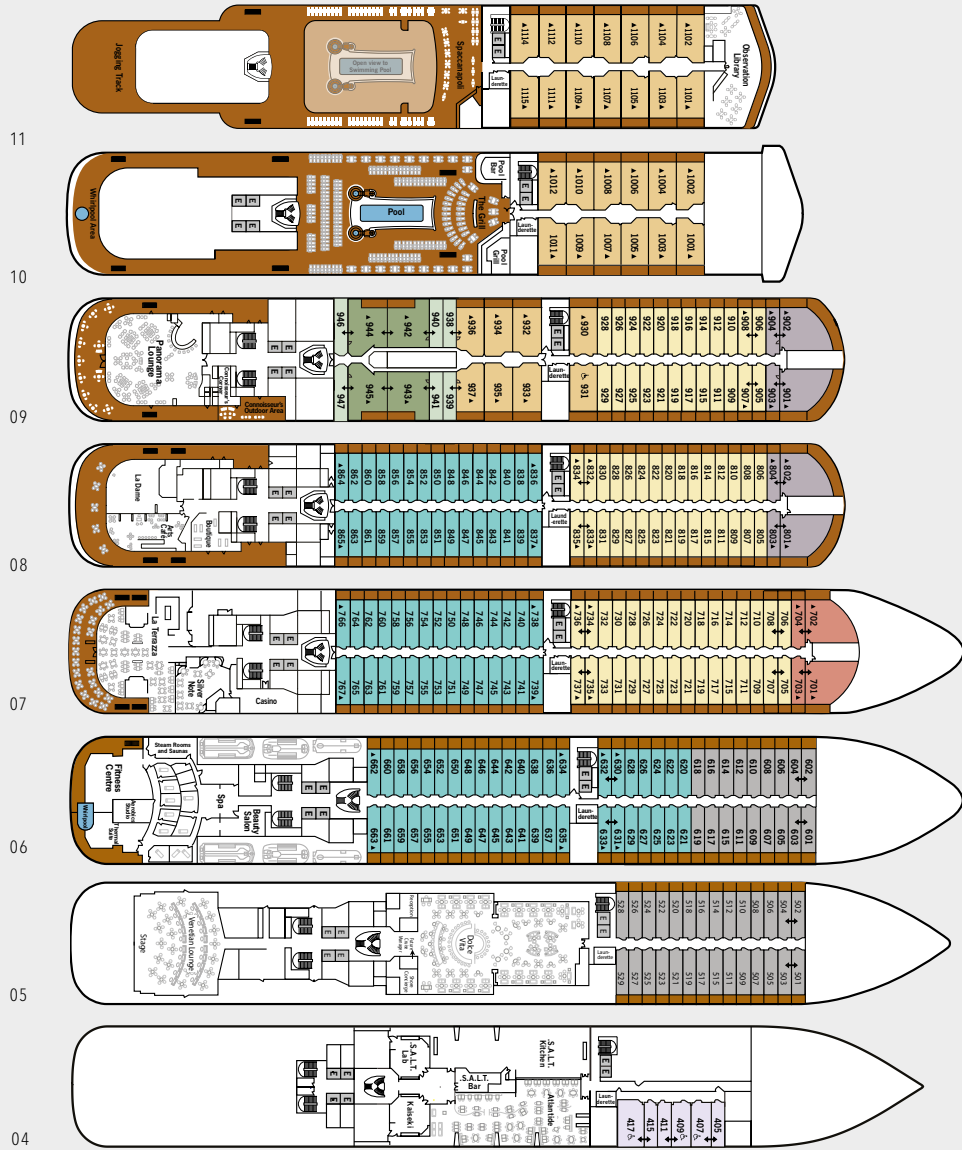 Jogging Track
Open view to
Swimming Pool
Spaccanapoli
E
E
Laun-
derette
1114 1112 1110 1108 1106 1104 1102
1115 1111 1109 1107 1105 1103 1101
Observation
Library
11
Whirlpool Area
E E
E E
Pool
The Grill
Pool
Bar
Pool
Grill
E
E
Laun-
derette
1012 1010 1008 1006 1004 1002
1011 1009 1007 1005 1003 1001
10
Panorama
Lounge
Connoisseur's
Corner
Connoisseur's
Outdoor Area
E E
E E
946 944 942 940 938 936 934 932
947 945 943 941 939 937 935 933
E
E
Laun-
derette
930 928 926 924 922 920 918 916 914 912 910 908 906 904 902
931 929 927 925 923 921 919 917 915 911 909 907 905 903 901
09
La Dame
Arts
Café
Boutique
E E
E E
864 862 860 858 856 854 852 850 848 846 844 842 840 838 836
865 863 861 859 857 855 853 851 849 847 845 843 841 839 837
E
E
Laund
-erette
834 832 830 828 826 824 822 820 818 816 814 812 810 808 806 804 802
835 833 831 829 827 825 823 821 819 817 815 811 809 807 805 803 801
08
La Terrazza
Silver
Note
Casino
E E
E E
766 764 762 760 758 756 754 752 750 748 746 744 742 740 738
767 765 763 761 759 757 755 753 751 749 747 745 743 741 739
E
E
Laun-
derette
736 734 732 730 728 726 724 722 720 718 716 714 712 710 708 706 704 702
737 735 733 731 729 727 725 723 721 719 717 715 711 709 707 705 703 701
07
Steam Rooms
and Saunas
Fitness
Centre
Whirlpool
Aerobics
Studio
Thermal
Suite
Spa
Beauty
Salon
E E
E E
662 660 658 656 654 652 650 648 646 644 642 640 638 636 634
663 661 659 657 655 653 651 649 647 645 643 641 639 637 635
E
E
Laun-
derette
632 630 628 626 624 622 620 618 616 614 612 610 608 606 604 602
633 631 629 627 625 623 621 619 617 615 611 609 607 605 603 601
06
Stage
Venetian Lounge
E E
E E
Reception
Future
Cruise
Manager
Shore
Concierge
Dolce
Vita
E
E
Laun-
derette
528 526 524 522 520 518 516 514 512 510 508 506 504 502
529 527 525 523 521 519 517 515 511 509 507 505 503 501
05
E E
E E
S.A.L.T.
Lab
Kaiseki
S.A.L.T.
Bar
S.A.L.T.
Kitchen
Atlantide
E
E
Laun-
derette
417 415 411 409 407 405
04